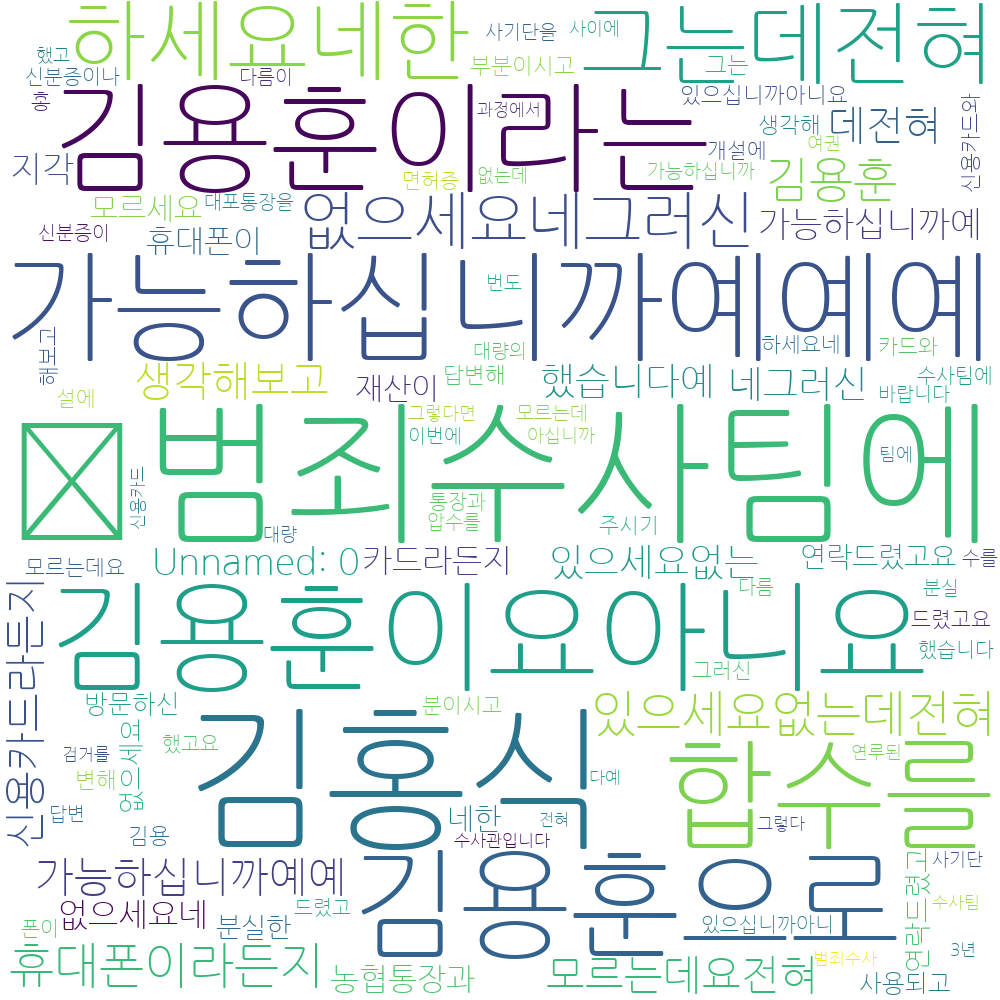 하세요네한
그는데전혀
했고
사기단을
사이에
신분증이나
다름이
부분이시고
그는
총
김용훈이라는
과정에서
있으십니까아니요
생각해
데전혀
신용카드와
지각
면허증
없는데
개설에
여권
가능하십니까
김용훈
모르세요
대포통장을
없으세요네그러신
가능하십니까예
신분증이
휴대폰이
가능하십니까예예예
번도
해보고
대량의
하세요네
카드와
생각해보고
재산이
답변해
했습니다예
네그러신
수사팀에
바랍니다
설에
그렇다면
모르는데
이번에
아십니까
범죄수사팀에
팀에
신용카드
통장과
압수를
주시기
대량
모르는데요
Unnamed: 0
카드라든지
있으세요없는
연락드렸고요
수를
다름
분실
김용훈이요아니요
드렸고요
했습니다
신용카드라든지
그러신
방문하신
분이시고
있으세요없는데전혀
김홍식
합수를
없으세요
했고요
검거를
변해
다예
연루된
답변
김용
네한
전혀
그렇다
수사관입니다
가능하십니까예예
김용훈으로
연락드렸고
사기단
없으세요네
드렸고
수사팀
폰이
분실한
있으십니까아니
3년
휴대폰이라든지
농협통장과
모르는데요전혀
범죄수사
사용되고